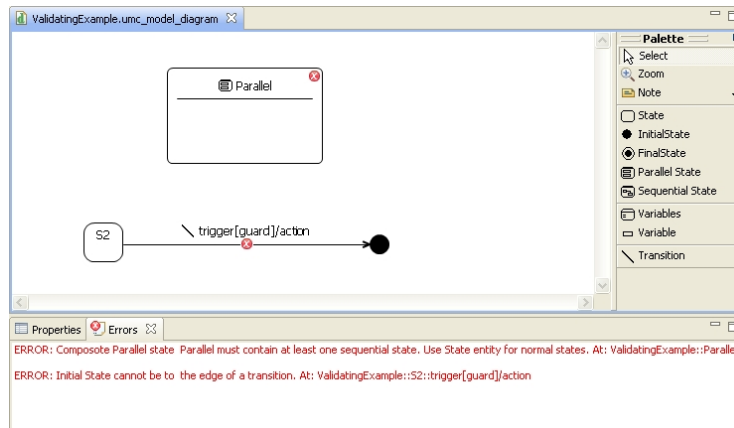 ValidatingExample.umc_model_diagram
Palette
Select
Zoom
Note
State
InitialState
FinalState
Parallel State
Sequential State
Variables
Variable
Transition
Parallel
trigger[guard]/action
S2
Properties
Errors
ERROR: Composote Parallel state Parallel must contain at least one sequential state. Use State entity for normal states. At: ValidatingExample::Paralle
ERROR: Initial State cannot be to the edge of a transition. At: ValidatingExample::S2::trigger[guard]/action